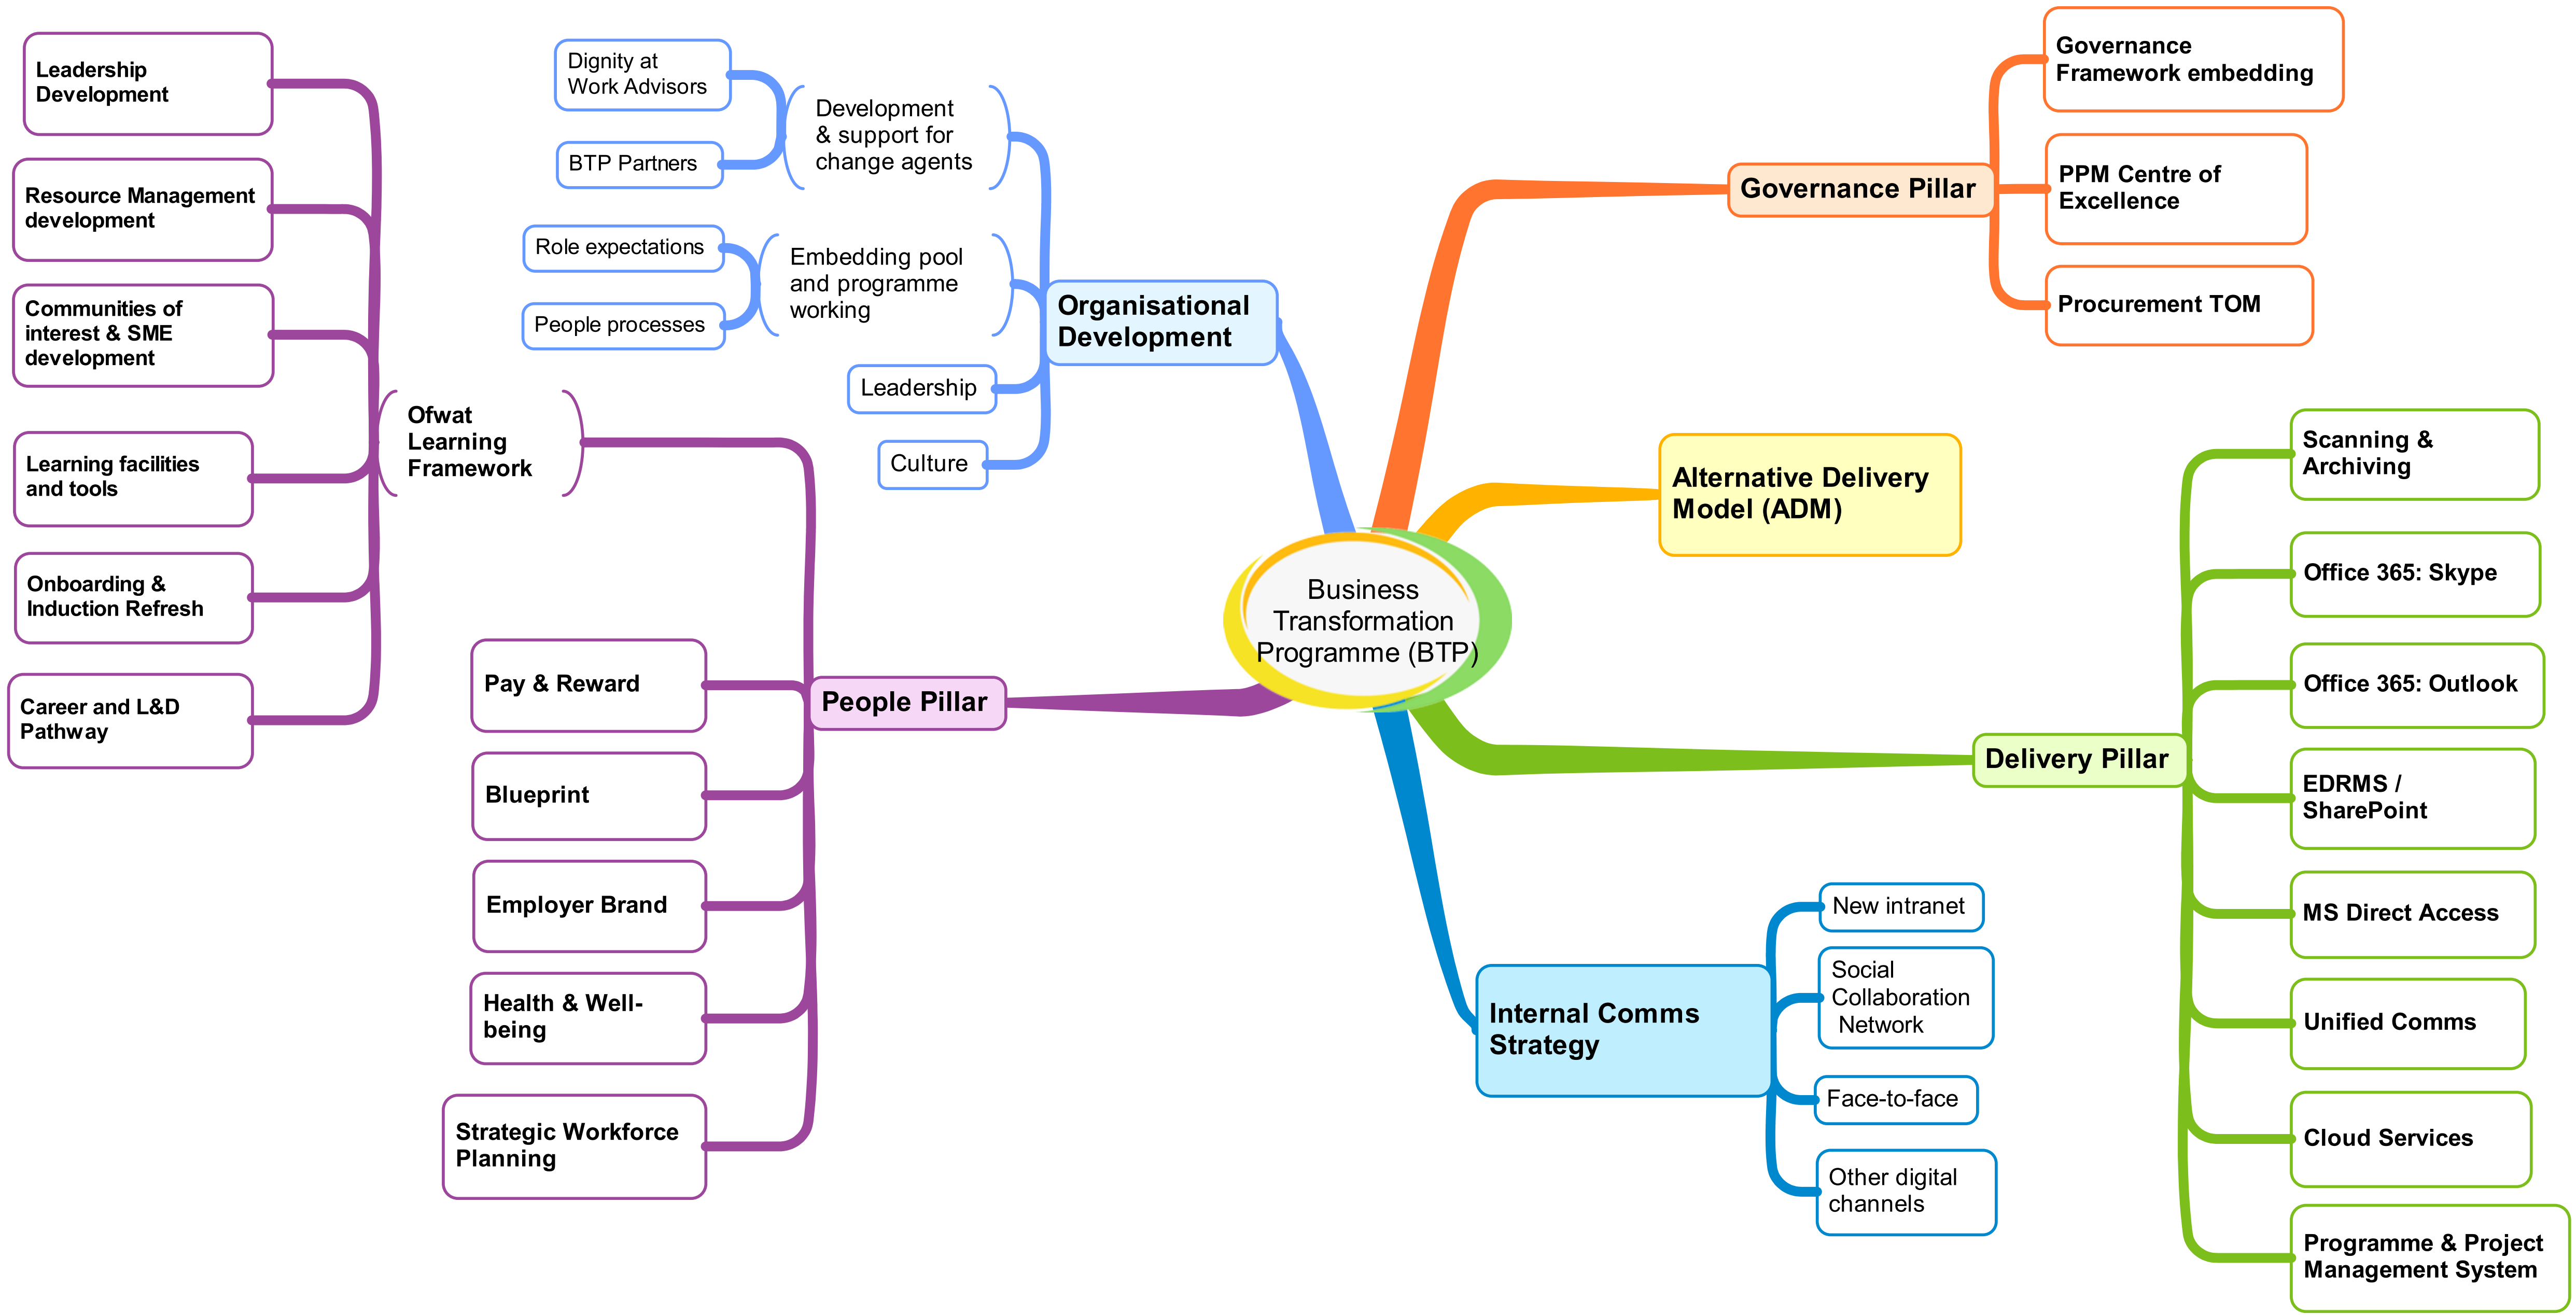 Business
Transformation
Programme (BTP)
Governance Pillar
Governance
Framework embedding
PPM Centre of
Excellence
Procurement TOM
Alternative Delivery
Model (ADM)
Delivery Pillar
Scanning &
Archiving
Office 365: Skype
Office 365: Outlook
EDRMS /
SharePoint
MS Direct Access
Unified Comms
Cloud Services
Programme & Project
Management System
Internal Comms
Strategy
New intranet
Social
Collaboration
Network
Face-to-face
Other digital
channels
People Pillar
Ofwat
Learning
Framework
Leadership
Development
Resource Management
development
Communities of
interest & SME
development
Learning facilities
and tools
Onboarding &
Induction Refresh
Career and L&D
Pathway
Pay & Reward
Blueprint
Employer Brand
Health & Well-
being
Strategic Workforce
Planning
Organisational
Development
Development
& support for
change agents
Dignity at
Work Advisors
BTP Partners
Embedding pool
and programme
working
Role expectations
People processes
Leadership
Culture